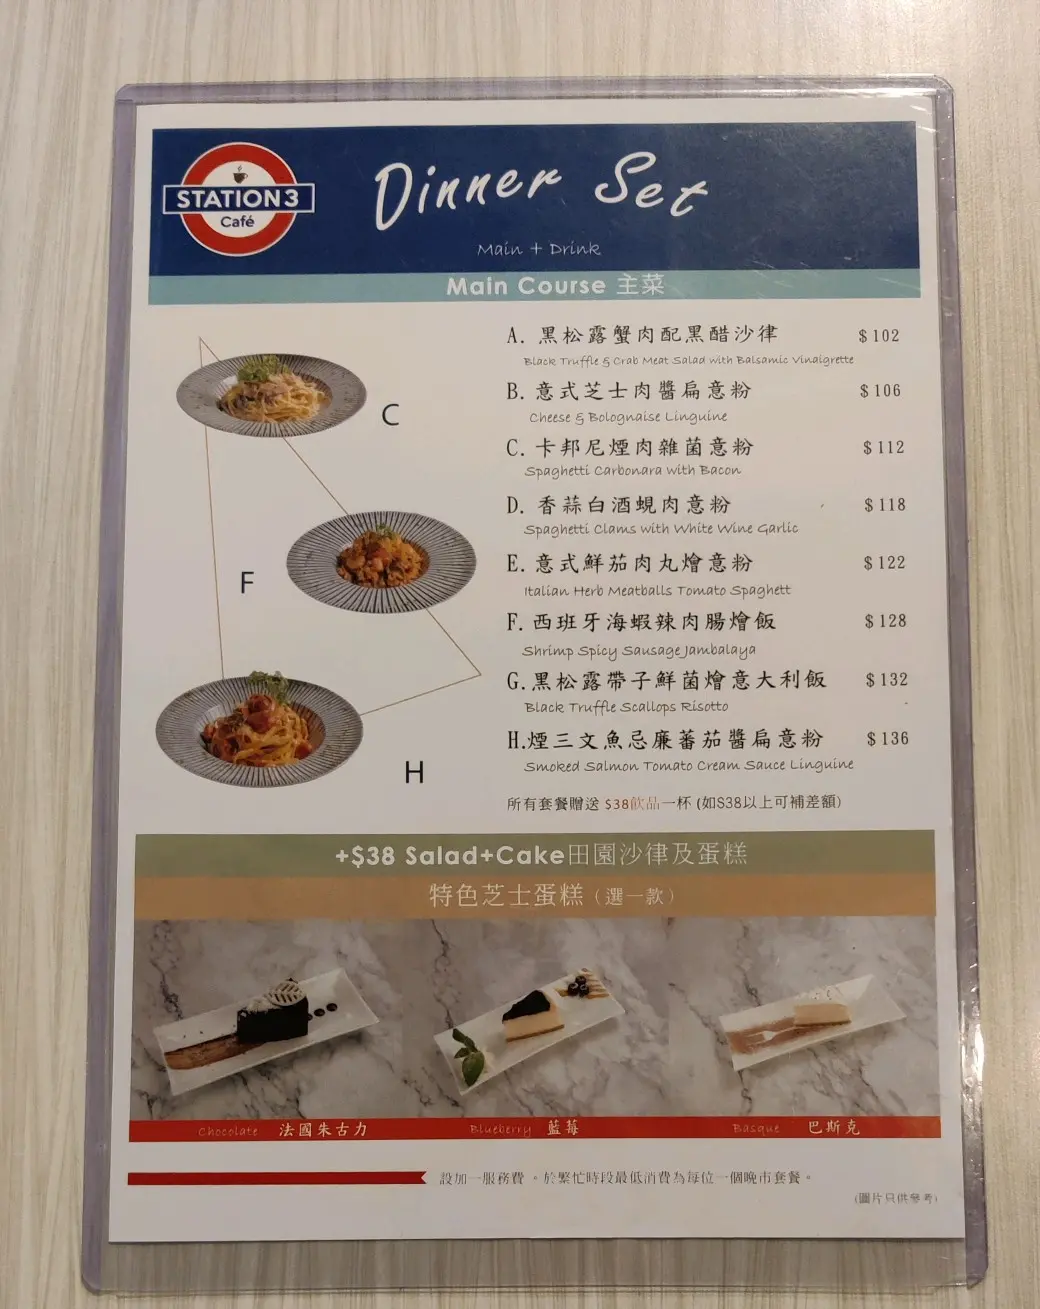 STATION 3
Café
Dinner Set
Main + Drink
Main Course 主菜
A. 黑松露蟹肉配黑醋沙律 $102
Black Truffle & Crab Meat Salad with Balsamic Vinaigrette
B. 意式芝士肉醬扁意粉 $106
Cheese & Bolognaise Linguine
C. 卡邦尼煙肉雜菌意粉 $112
Spaghetti Carbonara with Bacon
D. 香蒜白酒蜆肉意粉 $118
Spaghetti Clams with White Wine Garlic
E. 意式鮮茄肉丸燴意粉 $122
Italian Herb Meatballs Tomato Spaghett
F. 西班牙海蝦辣肉腸燴飯 $128
Shrimp Spicy Sausage Jambalaya
G.黑松露帶子鮮菌燴意大利飯 $132
Black Truffle Scallops Risotto
H.煙三文魚忌廉蕃茄醬扁意粉 $136
Smoked Salmon Tomato Cream Sauce Linguine
所有套餐贈送 $38飲品一杯 (如$38以上可補差額)
C
F
H
+$38 Salad+Cake田園沙律及蛋糕
特色芝士蛋糕（選一款）
Chocolate 法國朱古力
Blueberry 藍莓
Basque 巴斯克
設加一服務費。於繁忙時段最低消費為每位一個晚市套餐。
(圖片只供參考)